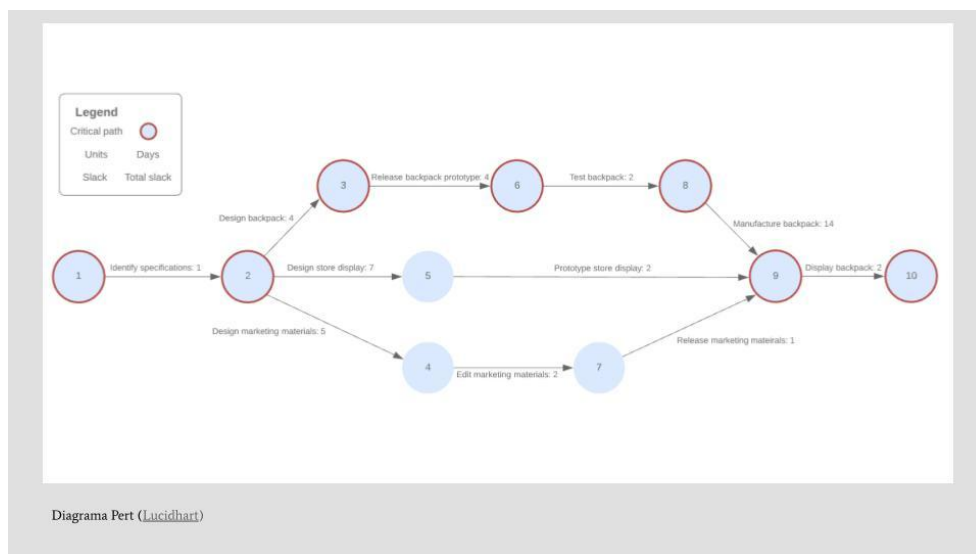 Legend
Critical path
Units Days
Slack Total slack
3
Release backpack prototype: 4
6
Test backpack: 2
8
Design backpack: 4
Manufacture backpack: 14
1
Identify specifications: 1
2
Design store display: 7
5
Prototype store display: 2
9
Display backpack: 2
10
Design marketing materials: 5
Release marketing mateirals: 1
4
Edit marketing materials: 2
7
Diagrama Pert (Lucidhart)